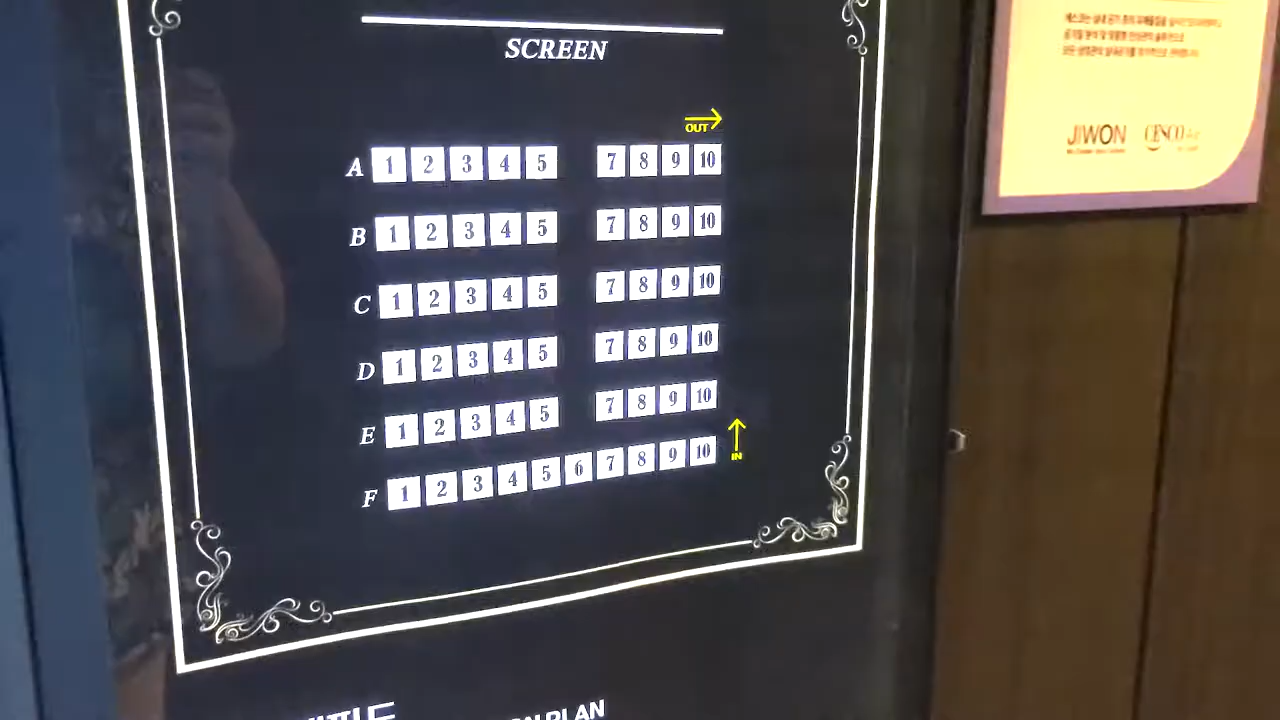 SCREEN
OUT
A 1 2 3 4 5 7 8 9 10
B 1 2 3 4 5 7 8 9 10
C 1 2 3 4 5 7 8 9 10
D 1 2 3 4 5 7 8 9 10
E 1 2 3 4 5 7 8 9 10
IN
F 1 2 3 4 5 6 7 8 9 10
PLAN
JIWON CESCO